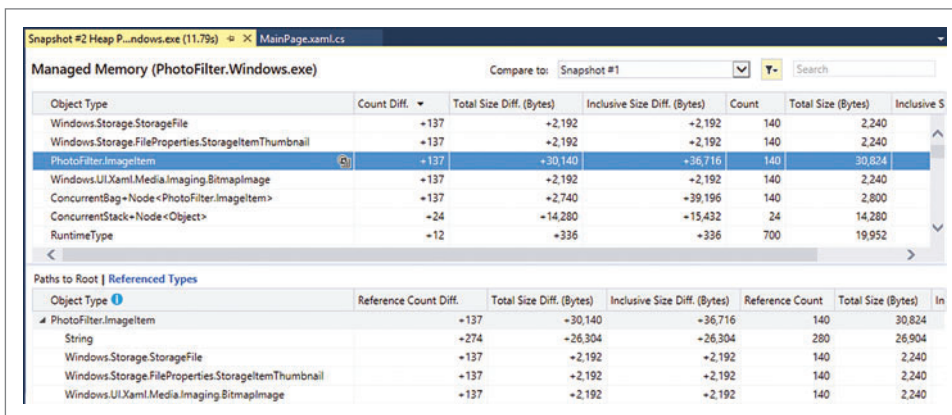 Snapshot #2 Heap P...ndows.exe (11.79s) MainPage.xaml.cs
Managed Memory (PhotoFilter.Windows.exe) Compare to: Snapshot #1 Search
Object Type Count Diff. Total Size Diff. (Bytes) Inclusive Size Diff. (Bytes) Count Total Size (Bytes) Inclusive S
Windows.Storage.StorageFile +137 +2,192 +2,192 140 2,240
Windows.Storage.FileProperties.StorageItemThumbnail +137 +2,192 +2,192 140 2,240
PhotoFilter.ImageItem +137 +30,140 +36,716 140 30,824
Windows.UI.Xaml.Media.Imaging.BitmapImage +137 +2,192 +2,192 140 2,240
ConcurrentBag+Node<PhotoFilter.ImageItem> +137 +2,740 +39,196 140 2,800
ConcurrentStack+Node<Object> +24 +14,280 +15,432 24 14,280
RuntimeType +12 +336 +336 700 19,952
Paths to Root | Referenced Types
Object Type Reference Count Diff. Total Size Diff. (Bytes) Inclusive Size Diff. (Bytes) Reference Count Total Size (Bytes) In
PhotoFilter.ImageItem +137 +30,140 +36,716 140 30,824
String +274 +26,304 +26,304 280 26,904
Windows.Storage.StorageFile +137 +2,192 +2,192 140 2,240
Windows.Storage.FileProperties.StorageItemThumbnail +137 +2,192 +2,192 140 2,240
Windows.UI.Xaml.Media.Imaging.BitmapImage +137 +2,192 +2,192 140 2,240